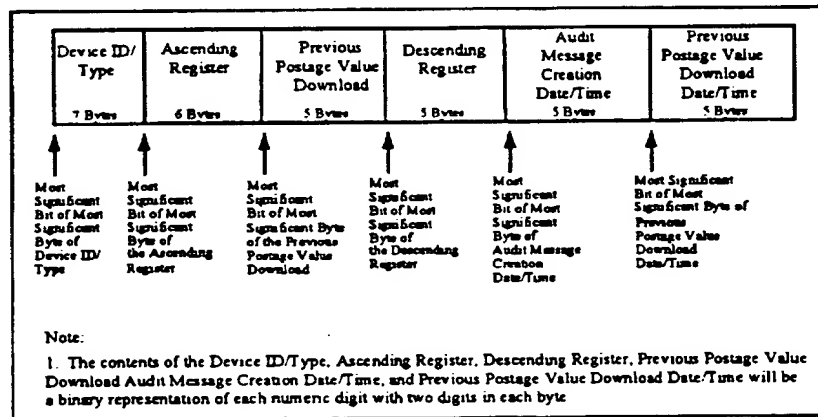 Device ID/
Type
7 Bytes
Ascending
Register
6 Bytes
Previous
Postage Value
Download
5 Bytes
Descending
Register
5 Bytes
Audit
Message
Creation
Date/Time
5 Bytes
Previous
Postage Value
Download
Date/Time
5 Bytes
Most
Significant
Bit of Most
Significant
Byte of
Device ID/
Type
Most
Significant
Bit of Most
Significant
Byte of
the Ascending
Register
Most
Significant
Bit of Most
Significant Byte
of the Previous
Postage Value
Download
Most
Significant
Bit of Most
Significant
Byte of
the Descending
Register
Most
Significant
Bit of Most
Significant
Byte of
Audit Message
Creation
Date/Time
Most Significant
Bit of Most
Significant Byte of
Previous
Postage Value
Download
Date/Time
Note:
1. The contents of the Device ID/Type, Ascending Register, Descending Register, Previous Postage Value
Download Audit Message Creation Date/Time, and Previous Postage Value Download Date/Time will be
a binary representation of each numeric digit with two digits in each byte